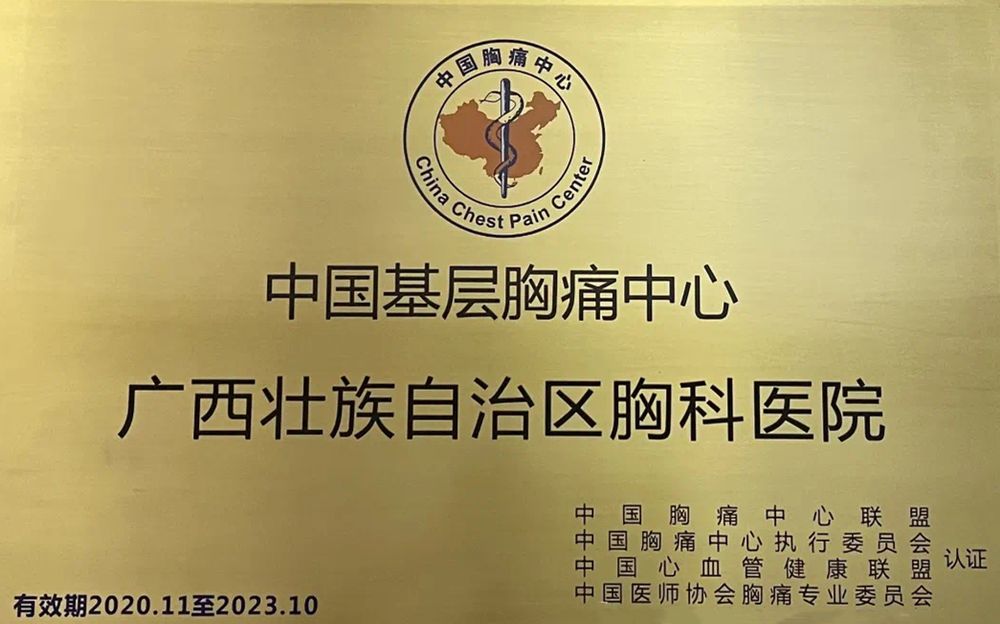 中国胸痛中心
China Chest Pain Center
中国基层胸痛中心
广西壮族自治区胸科医院
中国胸痛中心联盟
中国胸痛中心执行委员会
中国心血管健康联盟
中国医师协会胸痛专业委员会
认证
有效期2020.11至2023.10